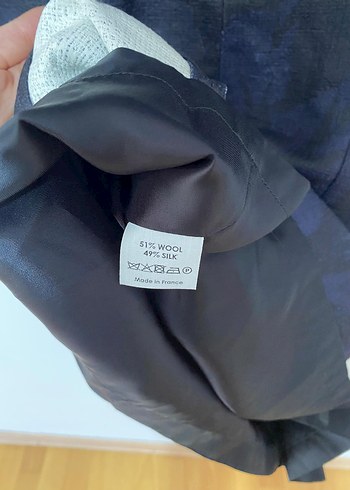 51% WOOL
49% SILK
P
Made in France